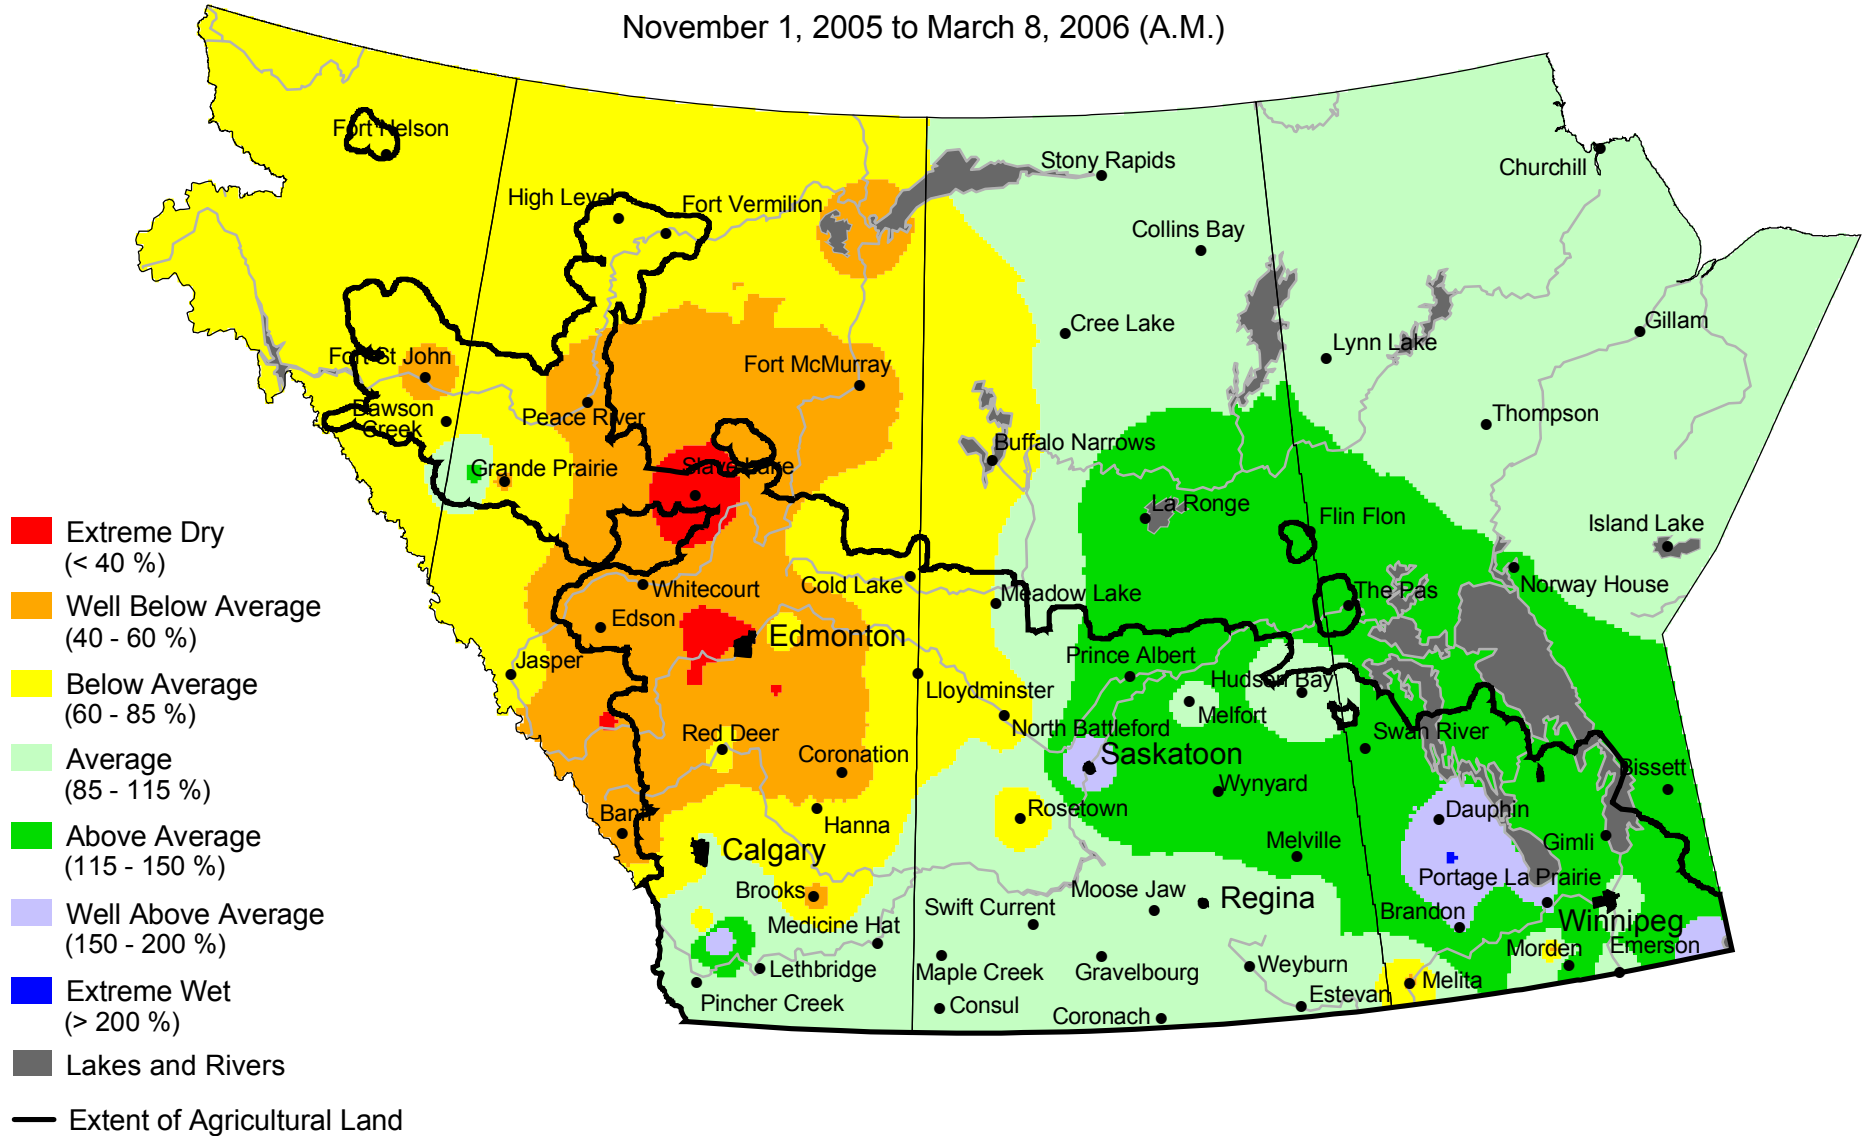 November 1, 2005 to March 8, 2006 (A.M.)
Fort Nelson
High Level
Fort Vermilion
Stony Rapids
Churchill
Collins Bay
Cree Lake
Lynn Lake
Gillam
Fort St John
Fort McMurray
Dawson
Creek
Peace River
Thompson
Buffalo Narrows
Grande Prairie
Slave Lake
La Ronge
Flin Flon
Island Lake
Whitecourt
Cold Lake
Meadow Lake
The Pas
Norway House
Edson
Edmonton
Jasper
Prince Albert
Hudson Bay
Lloydminster
Melfort
North Battleford
Swan River
Red Deer
Coronation
Saskatoon
Wynyard
Bissett
Banff
Hanna
Rosetown
Dauphin
Gimli
Calgary
Melville
Portage La Prairie
Brooks
Moose Jaw
Regina
Swift Current
Brandon
Winnipeg
Medicine Hat
Morden
Emerson
Lethbridge
Maple Creek
Gravelbourg
Weyburn
Melita
Pincher Creek
Consul
Coronach
Estevan
Extreme Dry
(< 40 %)
Well Below Average
(40 - 60 %)
Below Average
(60 - 85 %)
Average
(85 - 115 %)
Above Average
(115 - 150 %)
Well Above Average
(150 - 200 %)
Extreme Wet
(> 200 %)
Lakes and Rivers
Extent of Agricultural Land